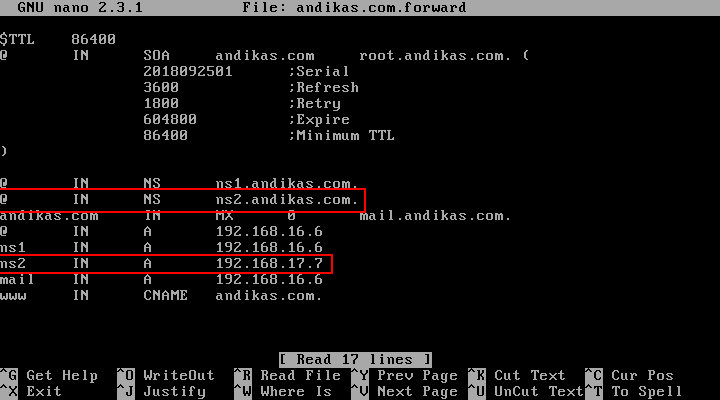 GNU nano 2.3.1 File: andikas.com.forward
$TTL 86400
@ IN SOA andikas.com root.andikas.com. (
2018092501 ;Serial
3600 ;Refresh
1800 ;Retry
604800 ;Expire
86400 ;Minimum TTL
)
@ IN NS ns1.andikas.com.
@ IN NS ns2.andikas.com.
andikas.com IN MX 0 mail.andikas.com.
@ IN A 192.168.16.6
ns1 IN A 192.168.16.6
ns2 IN A 192.168.17.7
mail IN A 192.168.16.6
www IN CNAME andikas.com.
[ Read 17 lines ]
^G Get Help ^O WriteOut ^R Read File ^Y Prev Page ^K Cut Text ^C Cur Pos
^X Exit ^J Justify ^W Where Is ^V Next Page ^U UnCut Text ^T To Spell